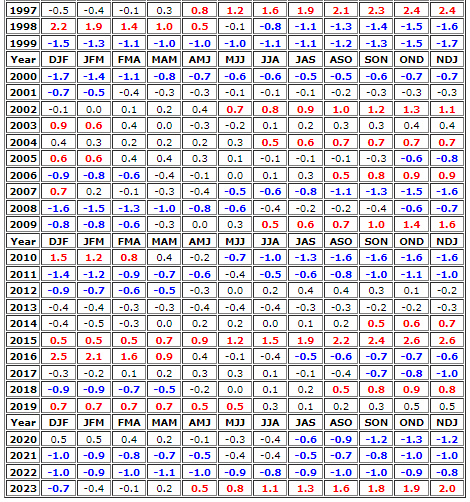 1997 -0.5 -0.4 -0.1 0.3 0.8 1.2 1.6 1.9 2.1 2.3 2.4 2.4
1998 2.2 1.9 1.4 1.0 0.5 -0.1 -0.8 -1.1 -1.3 -1.4 -1.5 -1.6
1999 -1.5 -1.3 -1.1 -1.0 -1.0 -1.0 -1.1 -1.1 -1.2 -1.3 -1.5 -1.7
Year DJF JFM FMA MAM AMJ MJJ JJA JAS ASO SON OND NDJ
2000 -1.7 -1.4 -1.1 -0.8 -0.7 -0.6 -0.6 -0.5 -0.5 -0.6 -0.7 -0.7
2001 -0.7 -0.5 -0.4 -0.3 -0.3 -0.1 -0.1 -0.1 -0.2 -0.3 -0.3 -0.3
2002 -0.1 0.0 0.1 0.2 0.4 0.7 0.8 0.9 1.0 1.2 1.3 1.1
2003 0.9 0.6 0.4 0.0 -0.3 -0.2 0.1 0.2 0.3 0.3 0.4 0.4
2004 0.4 0.3 0.2 0.2 0.2 0.3 0.5 0.6 0.7 0.7 0.7 0.7
2005 0.6 0.6 0.4 0.4 0.3 0.1 -0.1 -0.1 -0.1 -0.3 -0.6 -0.8
2006 -0.9 -0.8 -0.6 -0.4 -0.1 0.0 0.1 0.3 0.5 0.8 0.9 0.9
2007 0.7 0.2 -0.1 -0.3 -0.4 -0.5 -0.6 -0.8 -1.1 -1.3 -1.5 -1.6
2008 -1.6 -1.5 -1.3 -1.0 -0.8 -0.6 -0.4 -0.2 -0.2 -0.4 -0.6 -0.7
2009 -0.8 -0.8 -0.6 -0.3 0.0 0.3 0.5 0.6 0.7 1.0 1.4 1.6
Year DJF JFM FMA MAM AMJ MJJ JJA JAS ASO SON OND NDJ
2010 1.5 1.2 0.8 0.4 -0.2 -0.7 -1.0 -1.3 -1.6 -1.6 -1.6 -1.6
2011 -1.4 -1.2 -0.9 -0.7 -0.6 -0.4 -0.5 -0.6 -0.8 -1.0 -1.1 -1.0
2012 -0.9 -0.7 -0.6 -0.5 -0.3 0.0 0.2 0.4 0.4 0.3 0.1 -0.2
2013 -0.4 -0.4 -0.3 -0.3 -0.4 -0.4 -0.4 -0.3 -0.3 -0.2 -0.2 -0.3
2014 -0.4 -0.5 -0.3 0.0 0.2 0.2 0.0 0.1 0.2 0.5 0.6 0.7
2015 0.5 0.5 0.5 0.7 0.9 1.2 1.5 1.9 2.2 2.4 2.6 2.6
2016 2.5 2.1 1.6 0.9 0.4 -0.1 -0.4 -0.5 -0.6 -0.7 -0.7 -0.6
2017 -0.3 -0.2 0.1 0.2 0.3 0.3 0.1 -0.1 -0.4 -0.7 -0.8 -1.0
2018 -0.9 -0.9 -0.7 -0.5 -0.2 0.0 0.1 0.2 0.5 0.8 0.9 0.8
2019 0.7 0.7 0.7 0.7 0.5 0.5 0.3 0.1 0.2 0.3 0.5 0.5
Year DJF JFM FMA MAM AMJ MJJ JJA JAS ASO SON OND NDJ
2020 0.5 0.5 0.4 0.2 -0.1 -0.3 -0.4 -0.6 -0.9 -1.2 -1.3 -1.2
2021 -1.0 -0.9 -0.8 -0.7 -0.5 -0.4 -0.4 -0.5 -0.7 -0.8 -1.0 -1.0
2022 -1.0 -0.9 -1.0 -1.1 -1.0 -0.9 -0.8 -0.9 -1.0 -1.0 -0.9 -0.8
2023 -0.7 -0.4 -0.1 0.2 0.5 0.8 1.1 1.3 1.6 1.8 1.9 2.0